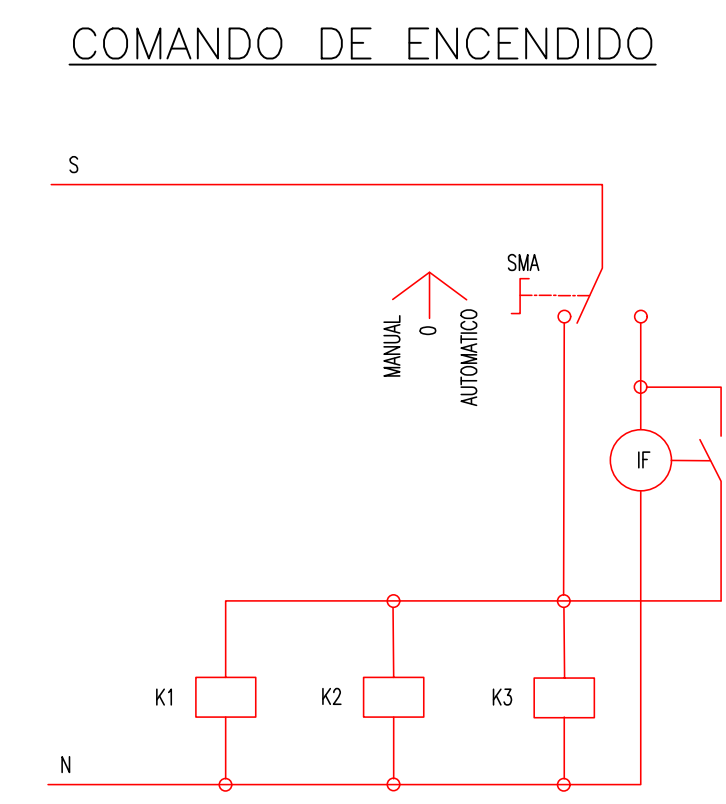 COMANDO DE ENCENDIDO
S
SMA
MANUAL
0
AUTOMATICO
IF
K1
K2
K3
N